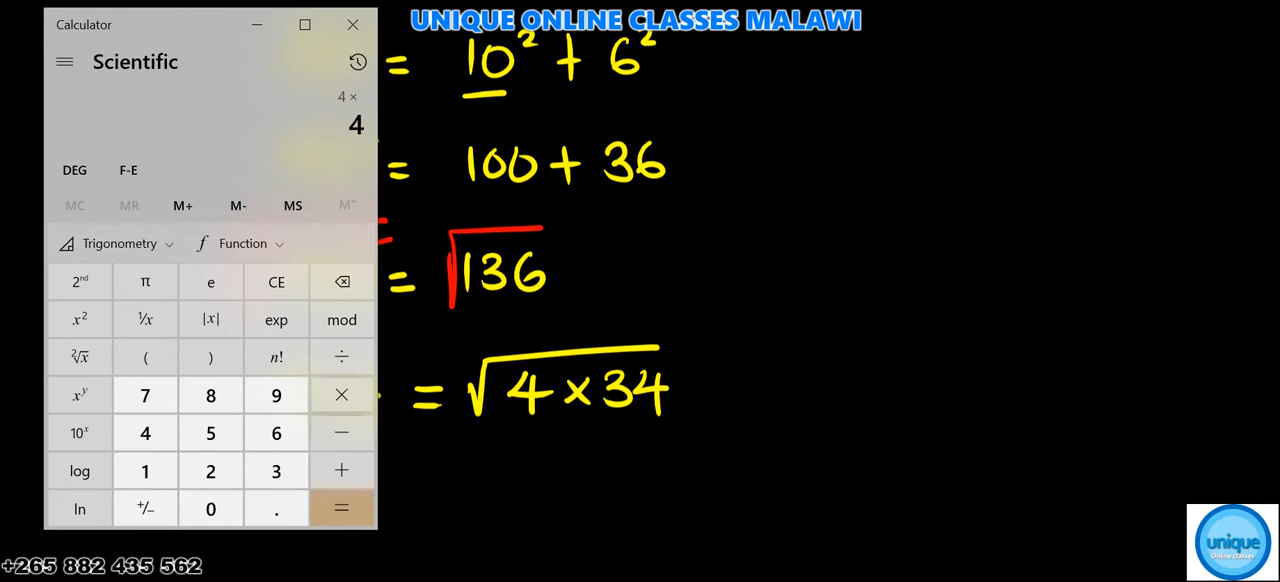 UNIQUE ONLINE CLASSES MALAWI
Calculator
Scientific
4 ×
4
DEG F-E
MC MR M+ M- MS M˅
Trigonometry Function
2ⁿᵈ π e CE
x² ⅟x |x| exp mod
²√x ( ) n! ÷
xʸ 7 8 9 ×
10ˣ 4 5 6 −
log 1 2 3 +
ln +/− 0 . =
= 10² + 6²
= 100 + 36
= √136
= √4 × 34
unique
Online classes
+265 882 435 562